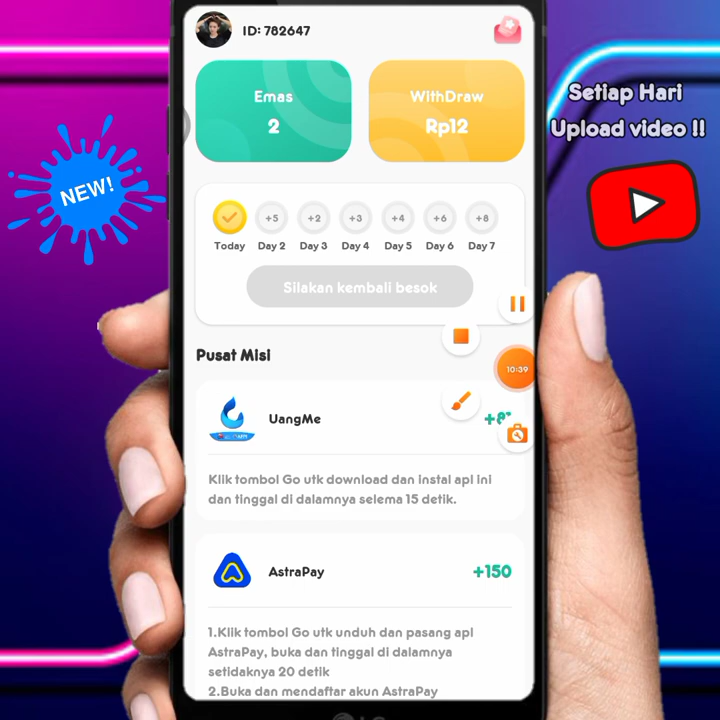 ID: 782647
Emas
2
WithDraw
Rp12
Setiap Hari
Upload video !!
NEW!
+5
+2
+3
+4
+6
+8
Today
Day 2
Day 3
Day 4
Day 5
Day 6
Day 7
Silakan kembali besok
Pusat Misi
10:39
UangMe
Klik tombol Go utk download dan instal api ini
dan tinggal di dalamnya selema 15 detik.
AstraPay
+150
1.Klik tombol Go utk unduh dan pasang apl
AstraPay, buka dan tinggal di dalamnya
setidaknya 20 detik
2.Buka dan mendaftar akun AstraPay